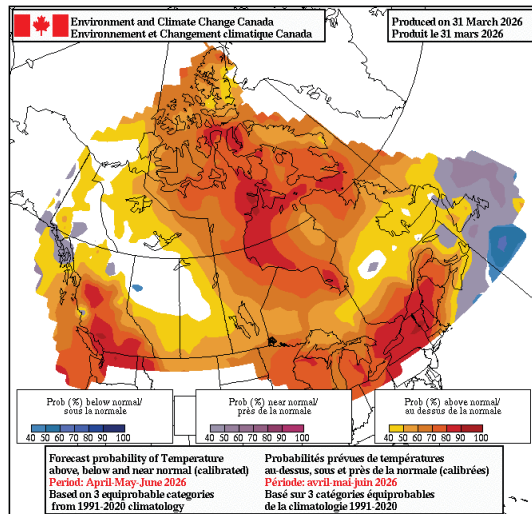 Environment and Climate Change Canada
Environnement et Changement climatique Canada
Produced on 31 March 2026
Produit le 31 mars 2026
Prob (%) below normal/
sous la normale
40 50 60 70 80 90 100
Prob (%) near normal/
près de la normale
40 50 60 70 80 90 100
Prob (%) above normal/
au dessus de la normale
40 50 60 70 80 90 100
Forecast probability of Temperature
above, below and near normal (calibrated)
Period: April-May-June 2026
Based on 3 equiprobable categories
from 1991-2020 climatology
Probabilités prévues de températures
au-dessus, sous et près de la normale (calibrées)
Période: avril-mai-juin 2026
Basé sur 3 catégories équiprobables
de la climatologie 1991-2020